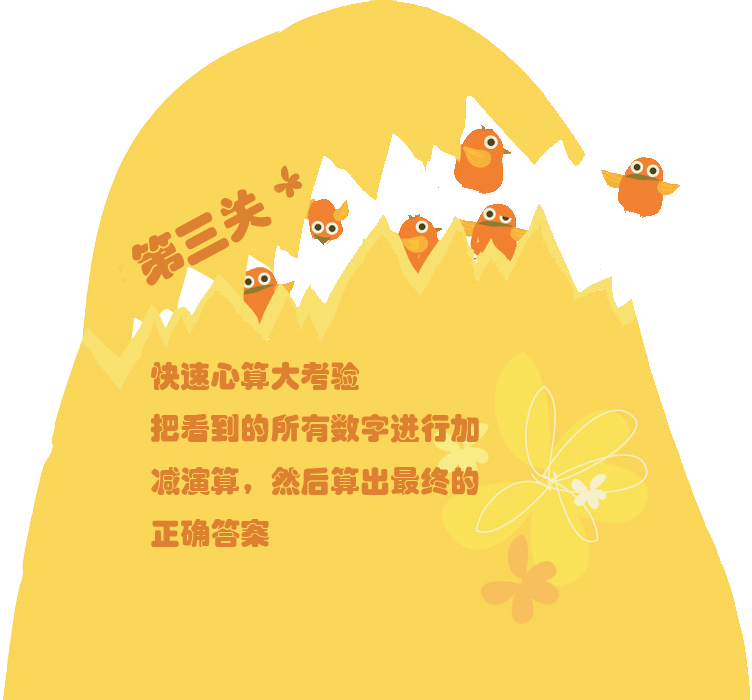 第三关
快速心算大考验
把看到的所有数字进行加
减演算，然后算出最终的
正确答案